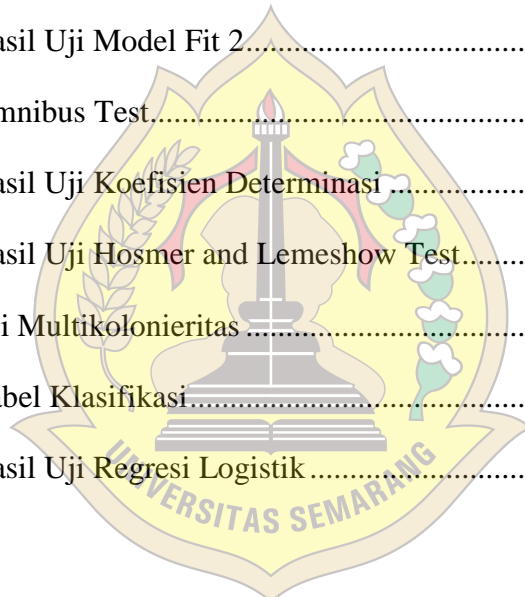 asil Uji Model Fit 2
mnibus Test
asil Uji Koefisien Determinasi
asil Uji Hosmer and Lemeshow Test
i Multikolonieritas
bel Klasifikasi
asil Uji Regresi Logistik
UNIVERSITAS SEMARANG